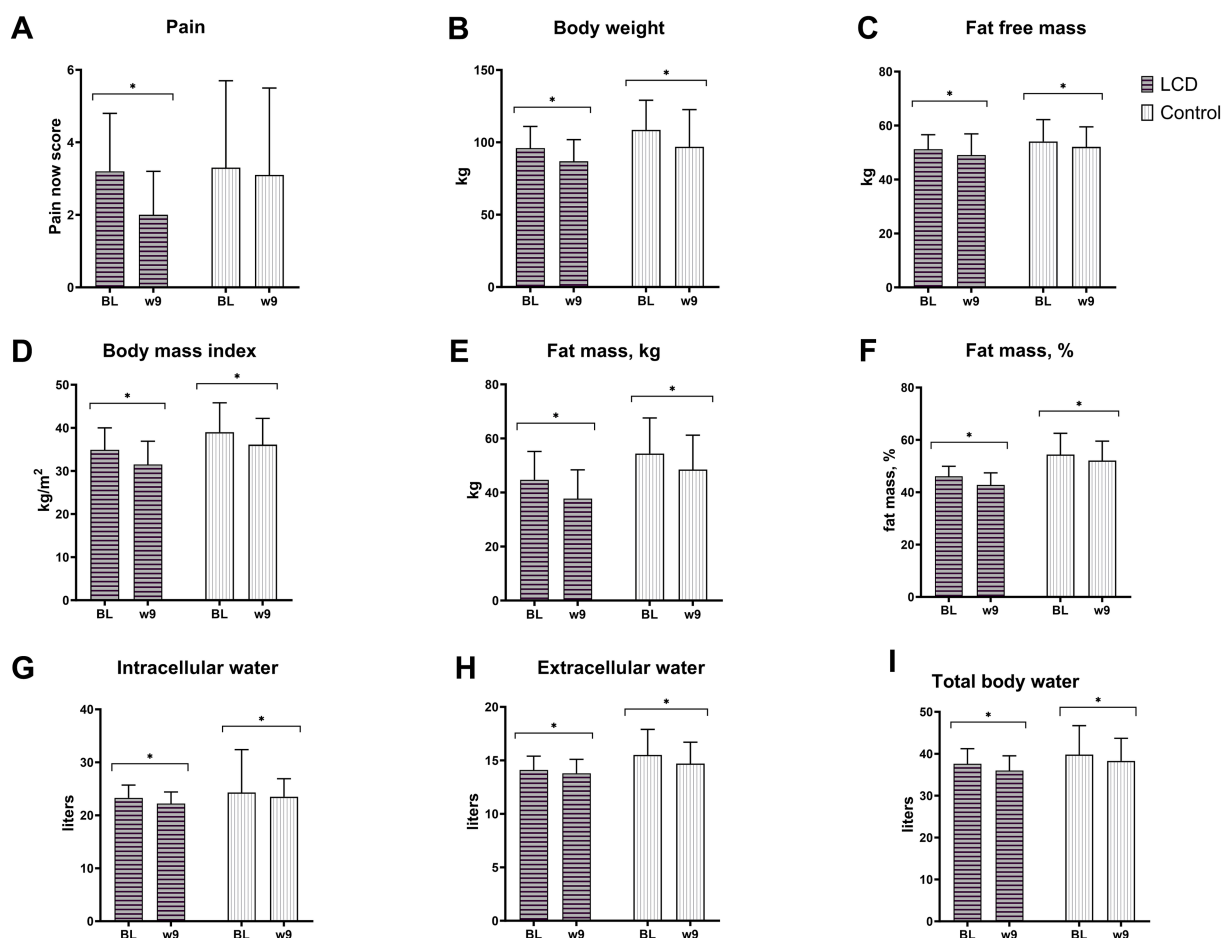 A Pain
6
4
2
0
Pain now score
*
BL w9 BL w9
B Body weight
150
100
50
0
kg
* *
BL w9 BL w9
C Fat free mass
80
60
40
20
0
kg
* *
BL w9 BL w9
LCD
Control
D Body mass index
50
40
30
20
10
0
kg/m²
* *
BL w9 BL w9
E Fat mass, kg
80
60
40
20
0
kg
* *
BL w9 BL w9
F Fat mass, %
80
60
40
20
0
fat mass, %
* *
BL w9 BL w9
G Intracellular water
40
30
20
10
0
liters
* *
BL w9 BL w9
H Extracellular water
20
15
10
5
0
liters
* *
BL w9 BL w9
I Total body water
50
40
30
20
10
0
liters
* *
BL w9 BL w9